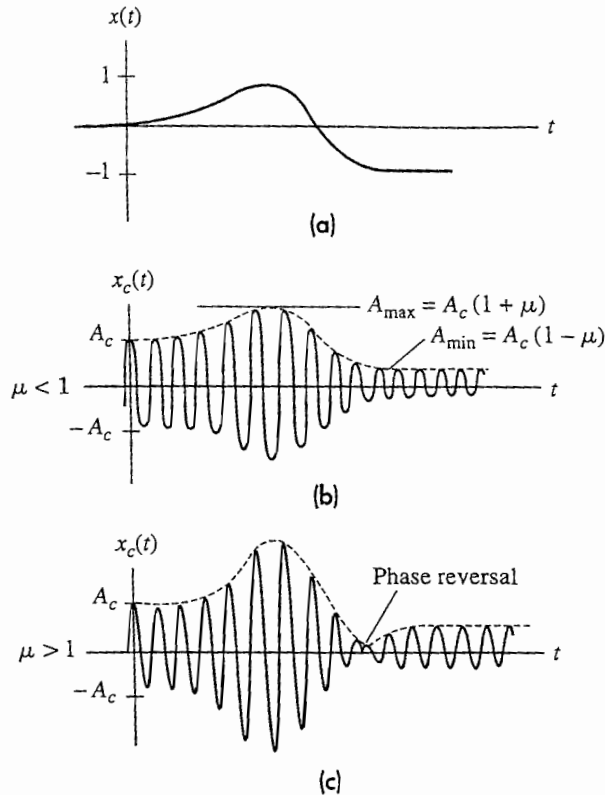 x(t)
1
t
−1
(a)
x_c(t)
A_max = A_c (1 + μ)
A_c
A_min = A_c (1 − μ)
μ < 1
t
−A_c
(b)
x_c(t)
Phase reversal
A_c
μ > 1
t
−A_c
(c)